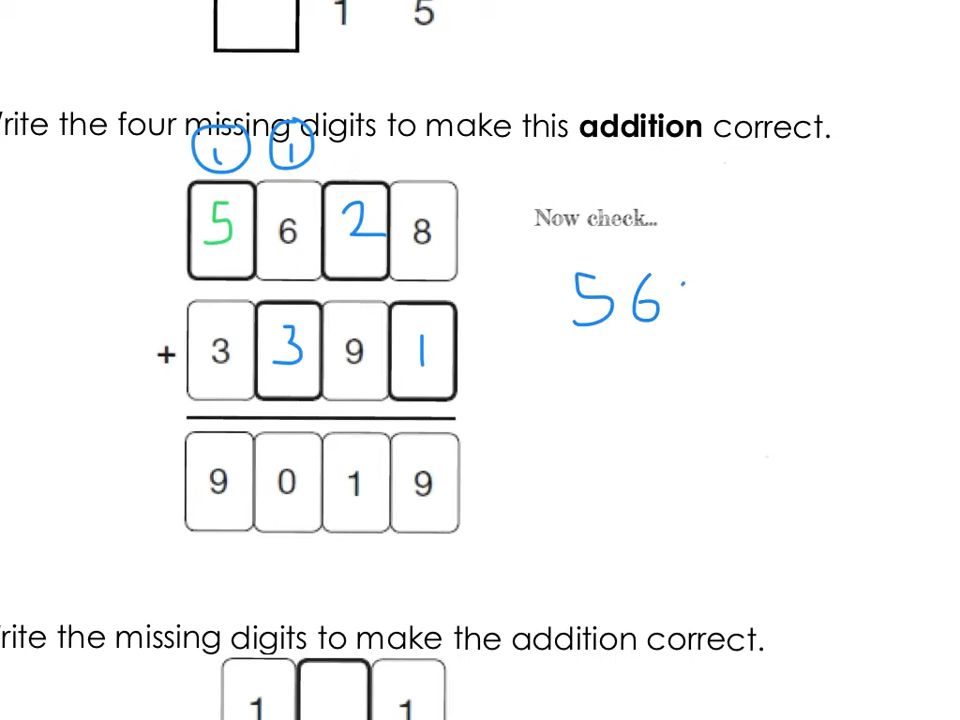 1 5
rite the four missing digits to make this addition correct.
1 1
5 6 2 8
Now check...
56
+ 3 3 9 1
9 0 1 9
rite the missing digits to make the addition correct.
1 1